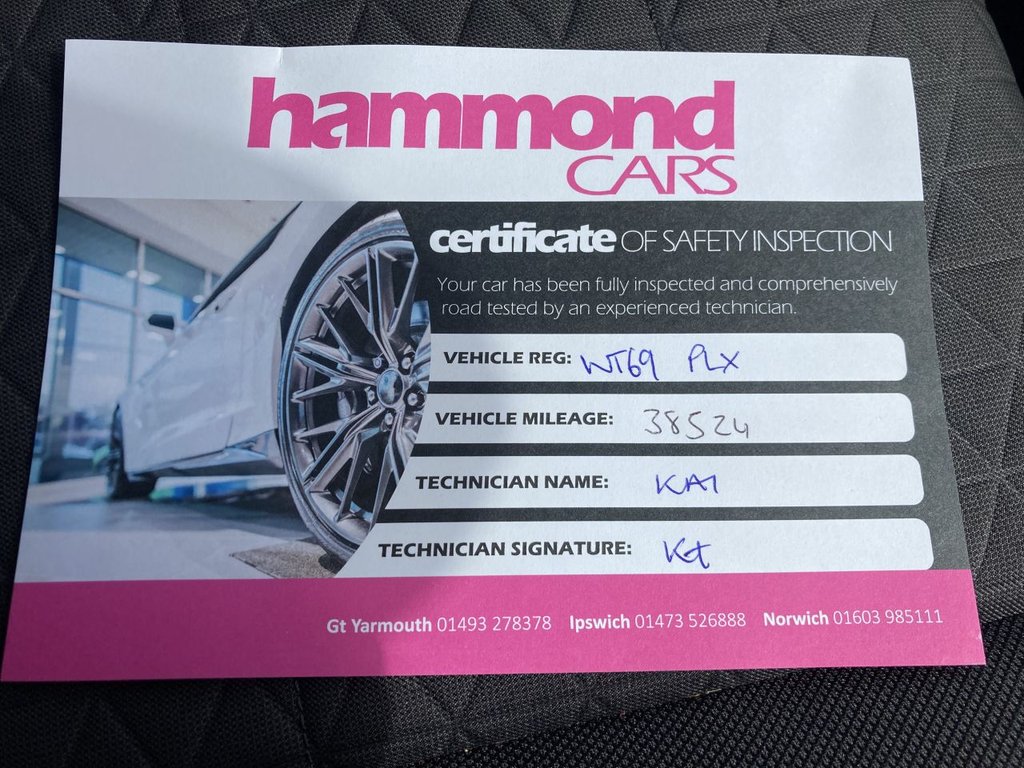 hammond
CARS
certificate OF SAFETY INSPECTION
Your car has been fully inspected and comprehensively
road tested by an experienced technician.
VEHICLE REG: WT69 PLX
VEHICLE MILEAGE: 38524
TECHNICIAN NAME: KAI
TECHNICIAN SIGNATURE:
Gt Yarmouth 01493 278378 Ipswich 01473 526888 Norwich 01603 985111